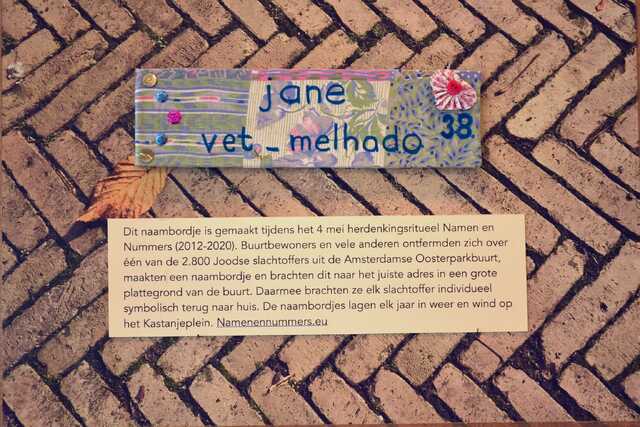 jane
vet - melhado 38
Dit naambordje is gemaakt tijdens het 4 mei herdenkingsritueel Namen en
Nummers (2012-2020). Buurtbewoners en vele anderen ontfermden zich over
één van de 2.800 Joodse slachtoffers uit de Amsterdamse Oosterparkbuurt,
maakten een naambordje en brachten dit naar het juiste adres in een grote
plattegrond van de buurt. Daarmee brachten ze elk slachtoffer individueel
symbolisch terug naar huis. De naambordjes lagen elk jaar in weer en wind op
het Kastanjeplein. Namenennummers.eu